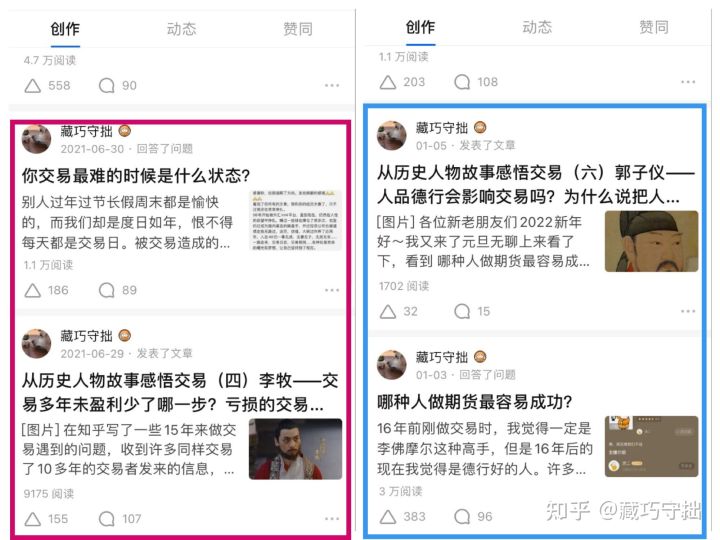 创作 动态 赞同
4.7 万阅读
558 90
藏巧守拙
2021-06-30 · 回答了问题
你交易最难的时候是什么状态?
别人过年过节长假周末都是愉快
的，而我们却是度日如年，恨不得
每天都是交易日。被交易造成的...
1.1 万阅读
186 89
藏巧守拙
2021-06-29 · 发表了文章
从历史人物故事感悟交易（四）李牧——交
易多年未盈利少了哪一步？亏损的交易...
[图片] 在知乎写了一些15年来做交
易遇到的问题，收到许多同样交易
了10多年的交易者发来的信息，...
9175 阅读
155 107
创作 动态 赞同
1.1 万阅读
203 108
藏巧守拙
01-05 · 发表了文章
从历史人物故事感悟交易（六）郭子仪——
人品德行会影响交易吗？为什么说把人...
[图片] 各位新老朋友们2022新年
好～我又来了元旦无聊上来看了
下，看到 哪种人做期货最容易成...
1702 阅读
32 15
藏巧守拙
01-03 · 回答了问题
哪种人做期货最容易成功?
16年前刚做交易时，我觉得一定是
李佛摩尔这种高手，但是16年后的
现在我觉得是德行好的人。许多...
3 万阅读
383 96
知乎 @藏巧守拙